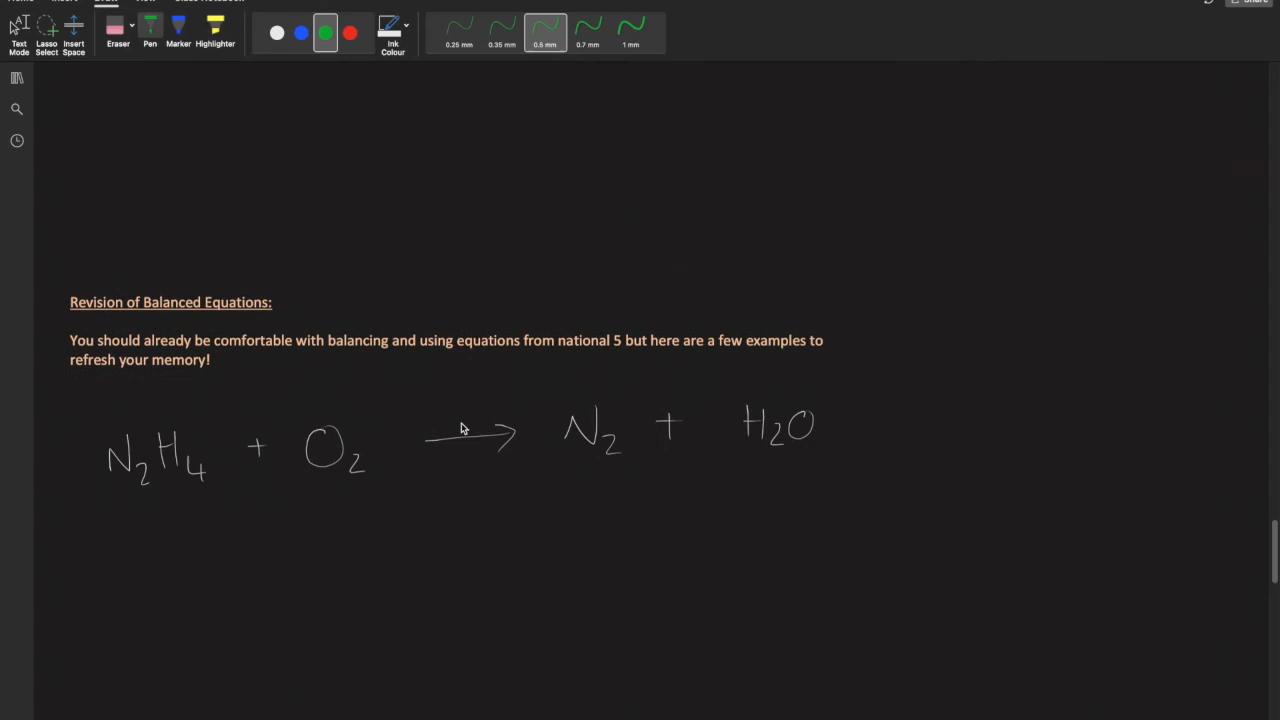 Text Mode
Lasso Select
Insert Space
Eraser
Pen
Marker
Highlighter
Ink Colour
0.25 mm
0.35 mm
0.5 mm
0.7 mm
1 mm
Revision of Balanced Equations:
You should already be comfortable with balancing and using equations from national 5 but here are a few examples to
refresh your memory!
N₂H₄ + O₂ → N₂ + H₂O